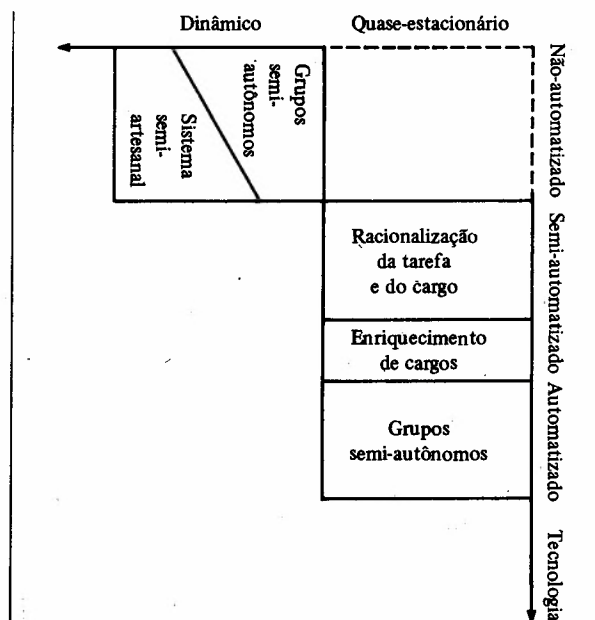 Dinâmico
Quase-estacionário
Grupos
semi-
autônomos
Sistema
semi-
artesanal
Racionalização
da tarefa
e do cargo
Enriquecimento
de cargos
Grupos
semi-autônomos
Não-automatizado
Semi-automatizado
Automatizado
Tecnologia